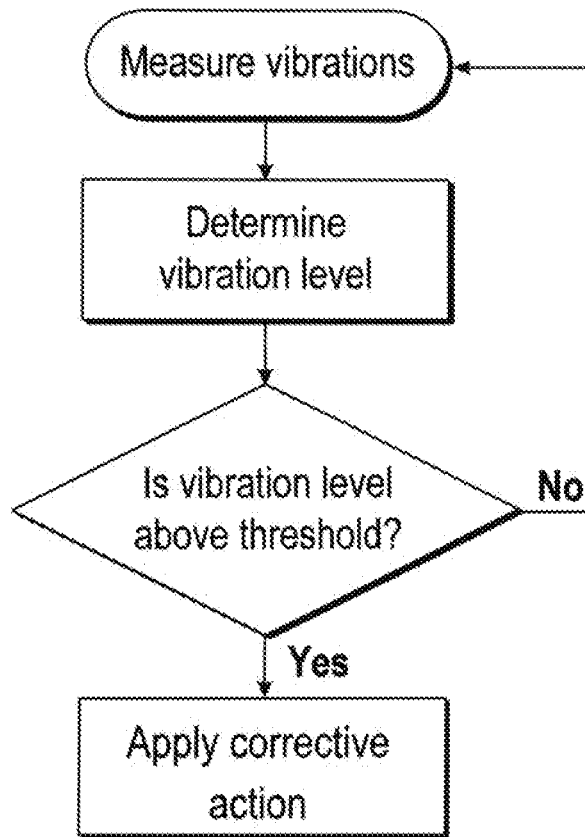 Measure vibrations
Determine
vibration level
Is vibration level
above threshold?
No
Yes
Apply corrective
action